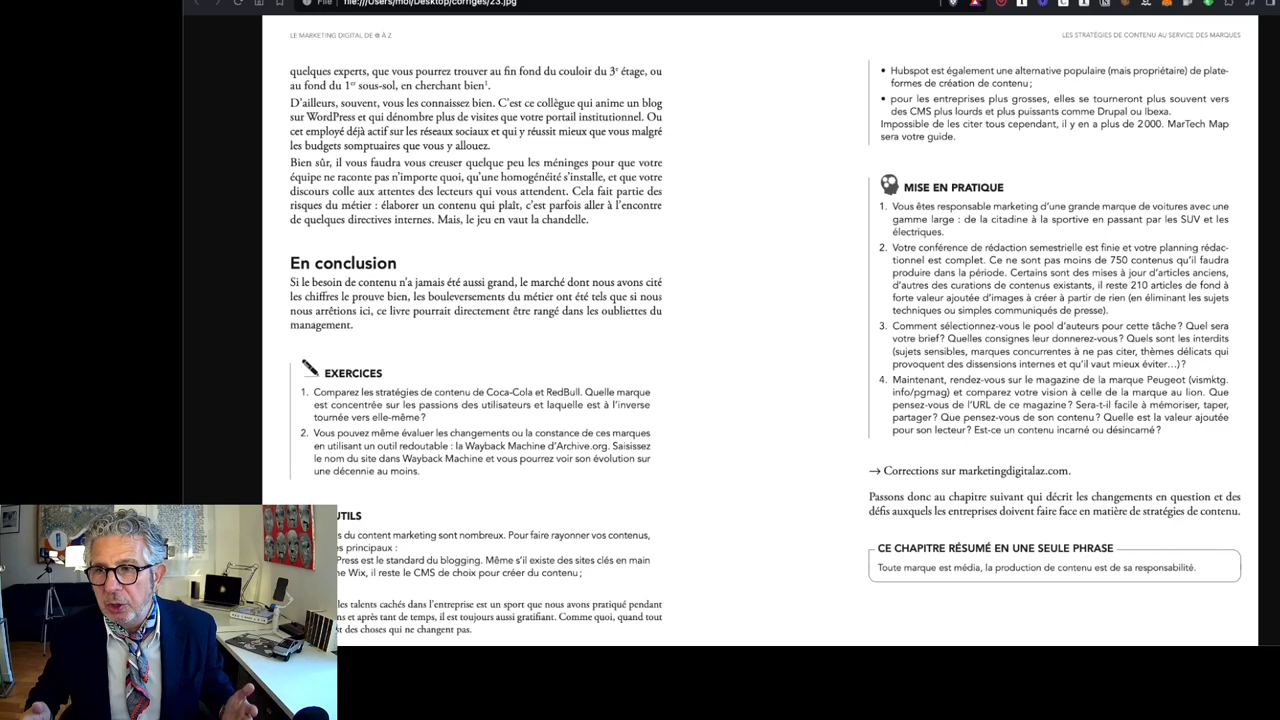 File
file:///Users/moi/Desktop/corriges/23.jpg
LE MARKETING DIGITAL DE @ À Z
quelques experts, que vous pourrez trouver au fin fond du couloir du 3e étage, ou
au fond du 1er sous-sol, en cherchant bien1.
D'ailleurs, souvent, vous les connaissez bien. C'est ce collègue qui anime un blog
sur WordPress et qui dénombre plus de visites que votre portail institutionnel. Ou
cet employé déjà actif sur les réseaux sociaux et qui y réussit mieux que vous malgré
les budgets somptuaires que vous y allouez.
Bien sûr, il vous faudra vous creuser quelque peu les méninges pour que votre
équipe ne raconte pas n'importe quoi, qu'une homogénéité s'installe, et que votre
discours colle aux attentes des lecteurs qui vous attendent. Cela fait partie des
risques du métier : élaborer un contenu qui plaît, c'est parfois aller à l'encontre
de quelques directives internes. Mais, le jeu en vaut la chandelle.
En conclusion
Si le besoin de contenu n'a jamais été aussi grand, le marché dont nous avons cité
les chiffres le prouve bien, les bouleversements du métier ont été tels que si nous
nous arrêtions ici, ce livre pourrait directement être rangé dans les oubliettes du
management.
EXERCICES
1. Comparez les stratégies de contenu de Coca-Cola et RedBull. Quelle marque
est concentrée sur les passions des utilisateurs et laquelle est à l'inverse
tournée vers elle-même ?
2. Vous pouvez même évaluer les changements ou la constance de ces marques
en utilisant un outil redoutable : la Wayback Machine d'Archive.org. Saisissez
le nom du site dans Wayback Machine et vous pourrez voir son évolution sur
une décennie au moins.
UTILS
s du content marketing sont nombreux. Pour faire rayonner vos contenus,
es principaux :
Press est le standard du blogging. Même s'il existe des sites clés en main
ne Wix, il reste le CMS de choix pour créer du contenu ;
les talents cachés dans l'entreprise est un sport que nous avons pratiqué pendant
ns et après tant de temps, il est toujours aussi gratifiant. Comme quoi, quand tout
st des choses qui ne changent pas.
LES STRATÉGIES DE CONTENU AU SERVICE DES MARQUES
• Hubspot est également une alternative populaire (mais propriétaire) de plate-
formes de création de contenu ;
• pour les entreprises plus grosses, elles se tourneront plus souvent vers
des CMS plus lourds et plus puissants comme Drupal ou Ibexa.
Impossible de les citer tous cependant, il y en a plus de 2 000. MarTech Map
sera votre guide.
MISE EN PRATIQUE
1. Vous êtes responsable marketing d'une grande marque de voitures avec une
gamme large : de la citadine à la sportive en passant par les SUV et les
électriques.
2. Votre conférence de rédaction semestrielle est finie et votre planning rédac-
tionnel est complet. Ce ne sont pas moins de 750 contenus qu'il faudra
produire dans la période. Certains sont des mises à jour d'articles anciens,
d'autres des curations de contenus existants, il reste 210 articles de fond à
forte valeur ajoutée d'images à créer à partir de rien (en éliminant les sujets
techniques ou simples communiqués de presse).
3. Comment sélectionnez-vous le pool d'auteurs pour cette tâche ? Quel sera
votre brief ? Quelles consignes leur donnerez-vous ? Quels sont les interdits
(sujets sensibles, marques concurrentes à ne pas citer, thèmes délicats qui
provoquent des dissensions internes et qu'il vaut mieux éviter…) ?
4. Maintenant, rendez-vous sur le magazine de la marque Peugeot (vismktg.
info/pgmag) et comparez votre vision à celle de la marque au lion. Que
pensez-vous de l'URL de ce magazine ? Sera-t-il facile à mémoriser, taper,
partager ? Que pensez-vous de son contenu ? Quelle est la valeur ajoutée
pour son lecteur ? Est-ce un contenu incarné ou désincarné ?
→ Corrections sur marketingdigitalaz.com.
Passons donc au chapitre suivant qui décrit les changements en question et des
défis auxquels les entreprises doivent faire face en matière de stratégies de contenu.
CE CHAPITRE RÉSUMÉ EN UNE SEULE PHRASE
Toute marque est média, la production de contenu est de sa responsabilité.